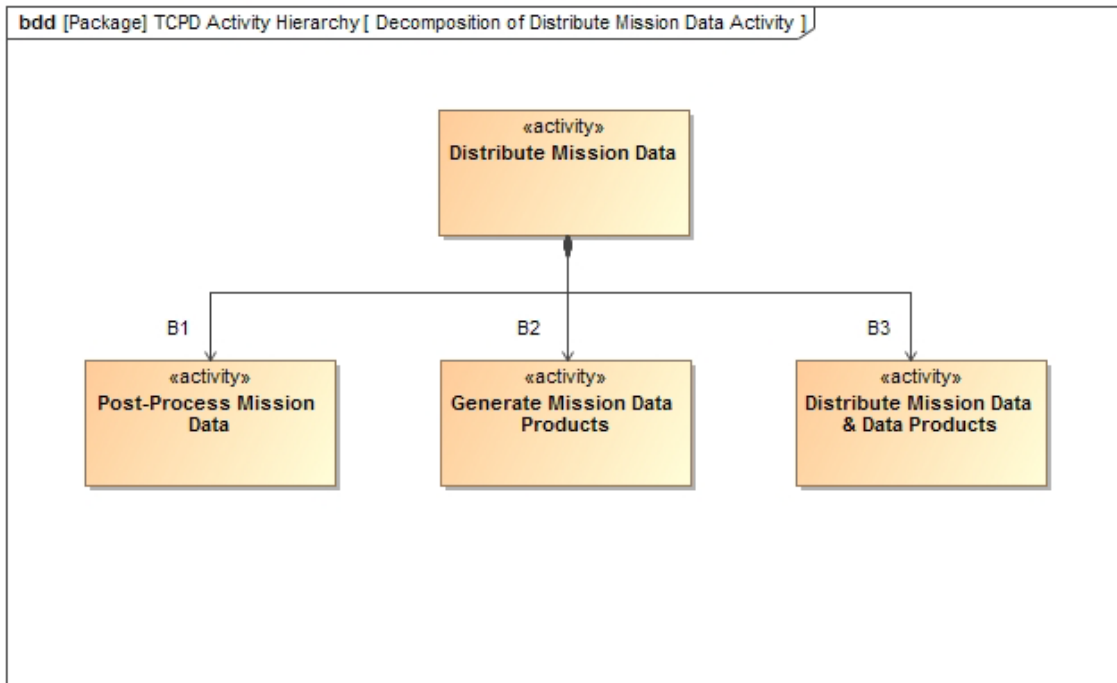 bdd [Package] TCPD Activity Hierarchy [ Decomposition of Distribute Mission Data Activity ]
«activity»
Distribute Mission Data
B1
B2
B3
«activity»
Post-Process Mission
Data
«activity»
Generate Mission Data
Products
«activity»
Distribute Mission Data
& Data Products